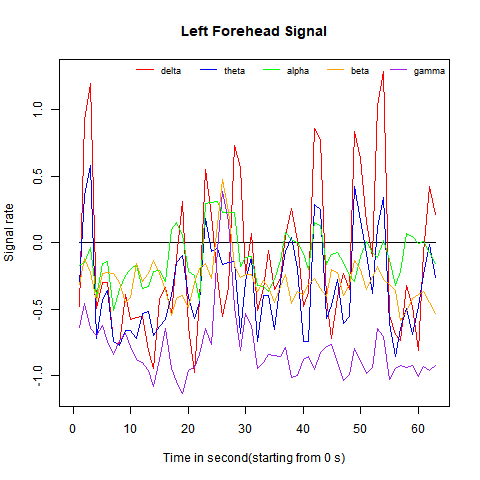 Left Forehead Signal
delta theta alpha beta gamma
Signal rate
1.0
0.5
0.0
-0.5
-1.0
0 10 20 30 40 50 60
Time in second(starting from 0 s)